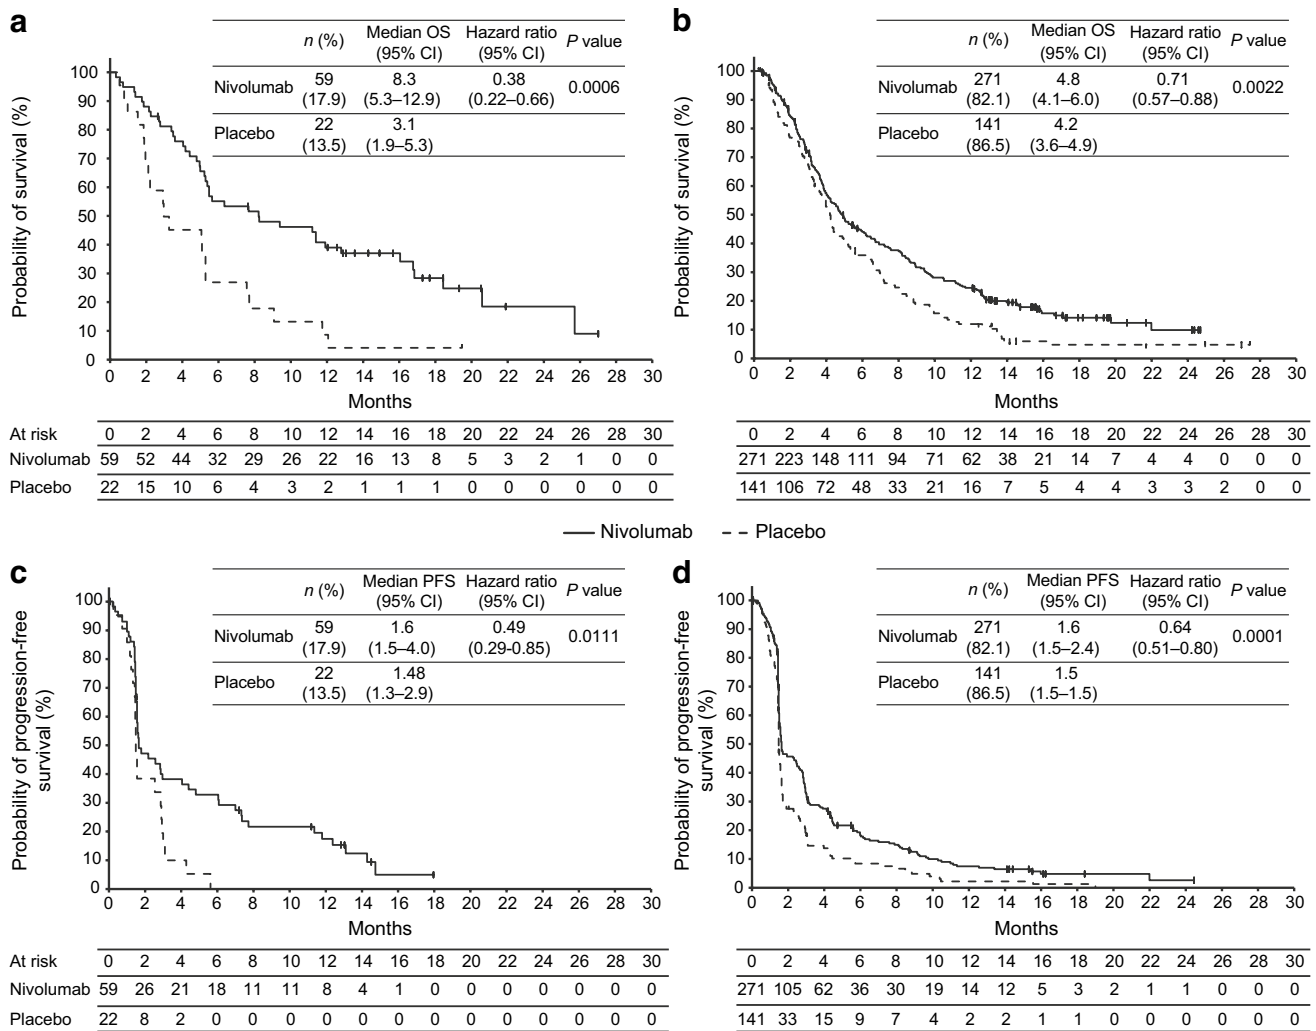 a
n (%) Median OS (95% CI) Hazard ratio (95% CI) P value
Nivolumab 59 (17.9) 8.3 (5.3–12.9) 0.38 (0.22–0.66) 0.0006
Placebo 22 (13.5) 3.1 (1.9–5.3)
Probability of survival (%)
100
90
80
70
60
50
40
30
20
10
0
0 2 4 6 8 10 12 14 16 18 20 22 24 26 28 30
Months
At risk 0 2 4 6 8 10 12 14 16 18 20 22 24 26 28 30
Nivolumab 59 52 44 32 29 26 22 16 13 8 5 3 2 1 0 0
Placebo 22 15 10 6 4 3 2 1 1 1 0 0 0 0 0 0
b
n (%) Median OS (95% CI) Hazard ratio (95% CI) P value
Nivolumab 271 (82.1) 4.8 (4.1–6.0) 0.71 (0.57–0.88) 0.0022
Placebo 141 (86.5) 4.2 (3.6–4.9)
Probability of survival (%)
100
90
80
70
60
50
40
30
20
10
0
0 2 4 6 8 10 12 14 16 18 20 22 24 26 28 30
Months
0 2 4 6 8 10 12 14 16 18 20 22 24 26 28 30
271 223 148 111 94 71 62 38 21 14 7 4 4 0 0 0
141 106 72 48 33 21 16 7 5 4 4 3 3 2 0 0
Nivolumab Placebo
c
n (%) Median PFS (95% CI) Hazard ratio (95% CI) P value
Nivolumab 59 (17.9) 1.6 (1.5–4.0) 0.49 (0.29-0.85) 0.0111
Placebo 22 (13.5) 1.48 (1.3–2.9)
Probability of progression-free
survival (%)
100
90
80
70
60
50
40
30
20
10
0
0 2 4 6 8 10 12 14 16 18 20 22 24 26 28 30
Months
At risk 0 2 4 6 8 10 12 14 16 18 20 22 24 26 28 30
Nivolumab 59 26 21 18 11 11 8 4 1 0 0 0 0 0 0 0
Placebo 22 8 2 0 0 0 0 0 0 0 0 0 0 0 0 0
d
n (%) Median PFS (95% CI) Hazard ratio (95% CI) P value
Nivolumab 271 (82.1) 1.6 (1.5–2.4) 0.64 (0.51–0.80) 0.0001
Placebo 141 (86.5) 1.5 (1.5–1.5)
Probability of progression-free
survival (%)
100
90
80
70
60
50
40
30
20
10
0
0 2 4 6 8 10 12 14 16 18 20 22 24 26 28 30
Months
0 2 4 6 8 10 12 14 16 18 20 22 24 26 28 30
271 105 62 36 30 19 14 12 5 3 2 1 1 0 0 0
141 33 15 9 7 4 2 2 1 1 0 0 0 0 0 0